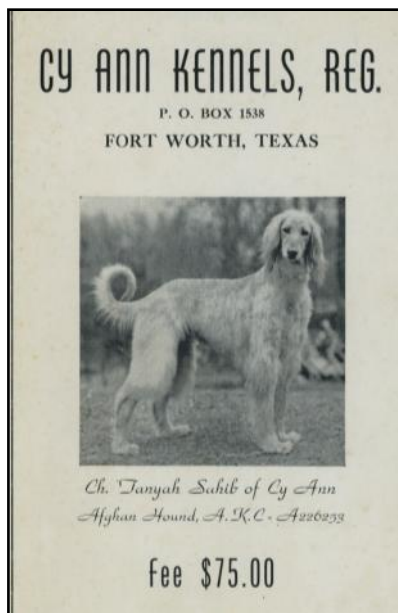 CY ANN KENNELS, REG.
P. O. BOX 1538
FORT WORTH, TEXAS
Ch. Tanyah Sahib of Cy Ann
Afghan Hound, A.K.C - A226253
fee $75.00